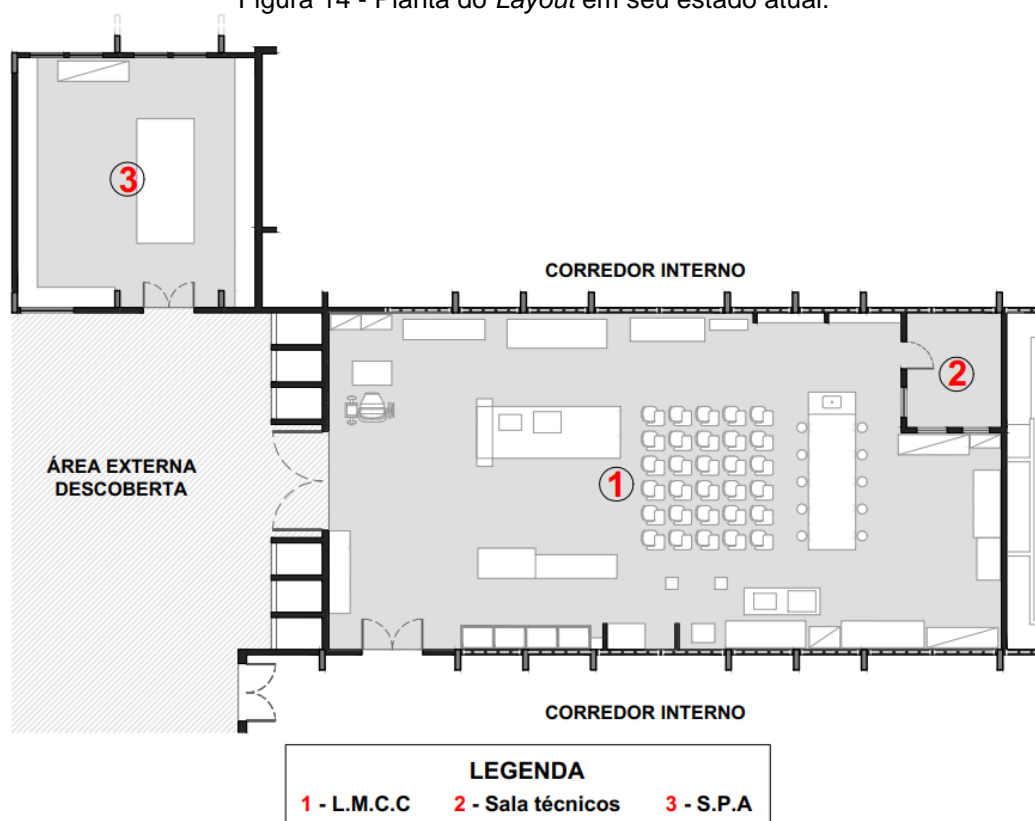 Figura 14 - Planta do Layout em seu estado atual.
3
CORREDOR INTERNO
2
ÁREA EXTERNA
DESCOBERTA
1
CORREDOR INTERNO
LEGENDA
1 - L.M.C.C 2 - Sala técnicos 3 - S.P.A